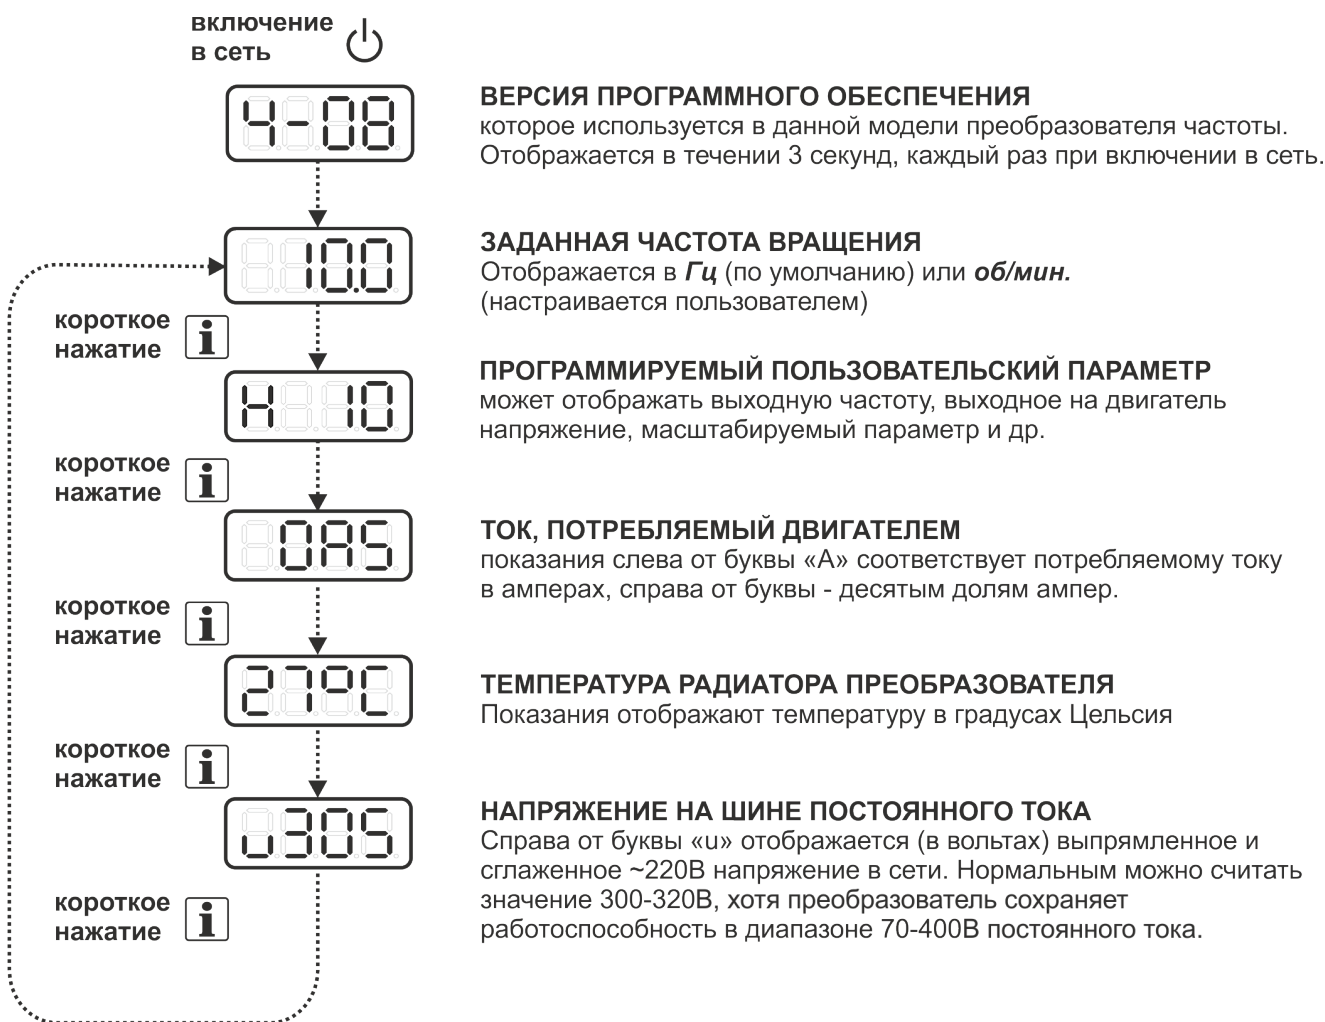 включение
в сеть
4-08
ВЕРСИЯ ПРОГРАММНОГО ОБЕСПЕЧЕНИЯ
которое используется в данной модели преобразователя частоты.
Отображается в течении 3 секунд, каждый раз при включении в сеть.
10.0
ЗАДАННАЯ ЧАСТОТА ВРАЩЕНИЯ
Отображается в Гц (по умолчанию) или об/мин.
(настраивается пользователем)
короткое
нажатие i
H 10
ПРОГРАММИРУЕМЫЙ ПОЛЬЗОВАТЕЛЬСКИЙ ПАРАМЕТР
может отображать выходную частоту, выходное на двигатель
напряжение, масштабируемый параметр и др.
короткое
нажатие i
0A5
ТОК, ПОТРЕБЛЯЕМЫЙ ДВИГАТЕЛЕМ
показания слева от буквы «А» соответствует потребляемому току
в амперах, справа от буквы - десятым долям ампер.
короткое
нажатие i
27°C
ТЕМПЕРАТУРА РАДИАТОРА ПРЕОБРАЗОВАТЕЛЯ
Показания отображают температуру в градусах Цельсия
короткое
нажатие i
u305
НАПРЯЖЕНИЕ НА ШИНЕ ПОСТОЯННОГО ТОКА
Справа от буквы «u» отображается (в вольтах) выпрямленное и
сглаженное ~220В напряжение в сети. Нормальным можно считать
значение 300-320В, хотя преобразователь сохраняет
работоспособность в диапазоне 70-400В постоянного тока.
короткое
нажатие i